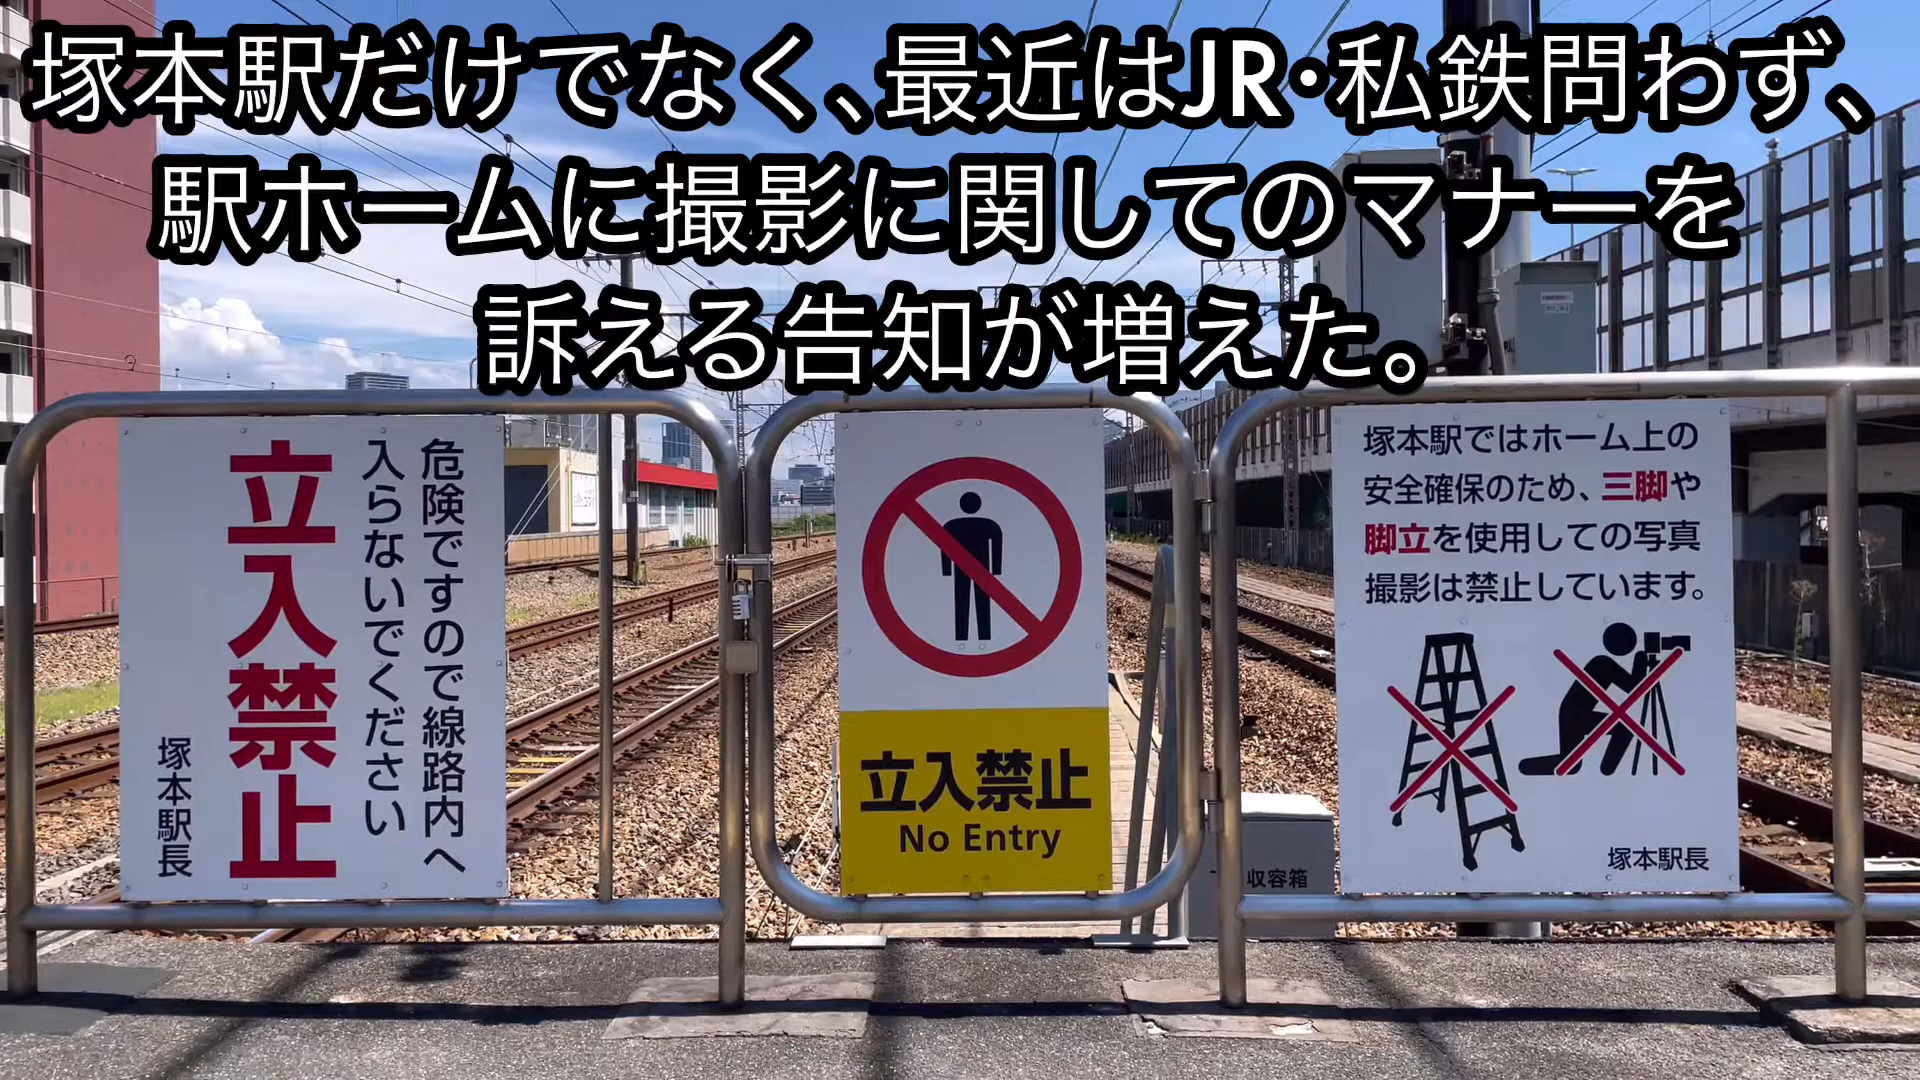 塚本駅だけでなく、最近はJR・私鉄問わず、
駅ホームに撮影に関してのマナーを
訴える告知が増えた。
危険ですので線路内へ
入らないでください
立入禁止
塚本駅長
立入禁止
No Entry
塚本駅ではホーム上の
安全確保のため、三脚や
脚立を使用しての写真
撮影は禁止しています。
塚本駅長
収容箱